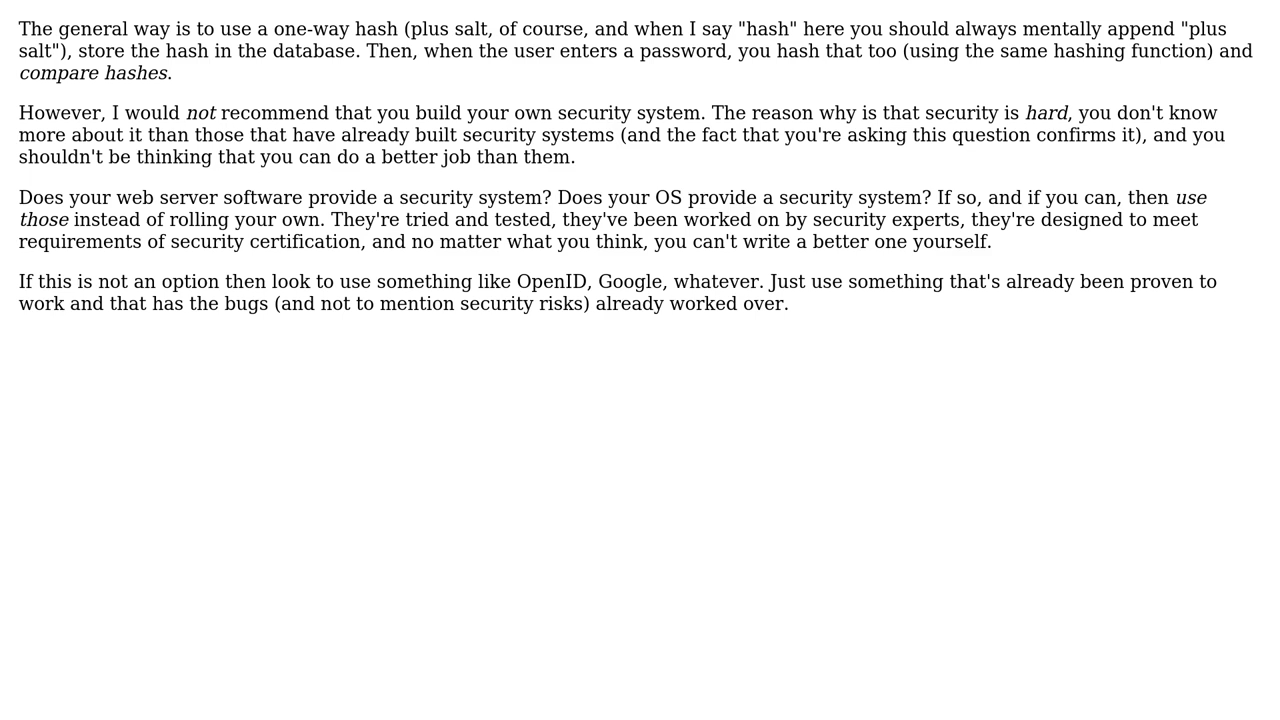 The general way is to use a one-way hash (plus salt, of course, and when I say "hash" here you should always mentally append "plus
salt"), store the hash in the database. Then, when the user enters a password, you hash that too (using the same hashing function) and
compare hashes.
However, I would not recommend that you build your own security system. The reason why is that security is hard, you don't know
more about it than those that have already built security systems (and the fact that you're asking this question confirms it), and you
shouldn't be thinking that you can do a better job than them.
Does your web server software provide a security system? Does your OS provide a security system? If so, and if you can, then use
those instead of rolling your own. They're tried and tested, they've been worked on by security experts, they're designed to meet
requirements of security certification, and no matter what you think, you can't write a better one yourself.
If this is not an option then look to use something like OpenID, Google, whatever. Just use something that's already been proven to
work and that has the bugs (and not to mention security risks) already worked over.